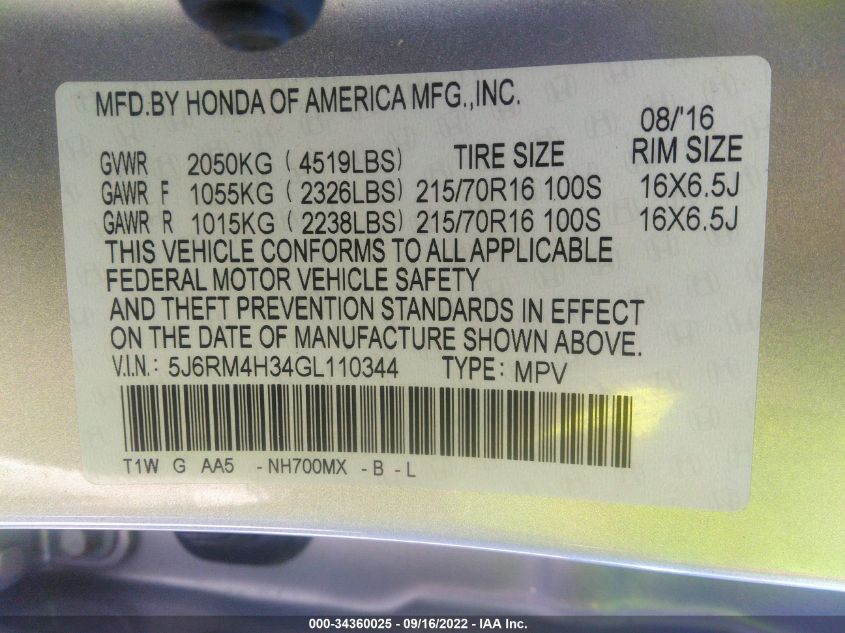 MFD.BY HONDA OF AMERICA MFG.,INC.
08/'16
GVWR 2050KG (4519LBS) TIRE SIZE RIM SIZE
GAWR F 1055KG (2326LBS) 215/70R16 100S 16X6.5J
GAWR R 1015KG (2238LBS) 215/70R16 100S 16X6.5J
THIS VEHICLE CONFORMS TO ALL APPLICABLE
FEDERAL MOTOR VEHICLE SAFETY
AND THEFT PREVENTION STANDARDS IN EFFECT
ON THE DATE OF MANUFACTURE SHOWN ABOVE.
V.I.N.: 5J6RM4H34GL110344 TYPE: MPV
T1W G AA5 -NH700MX -B -L
000-34360025 - 09/16/2022 - IAA Inc.